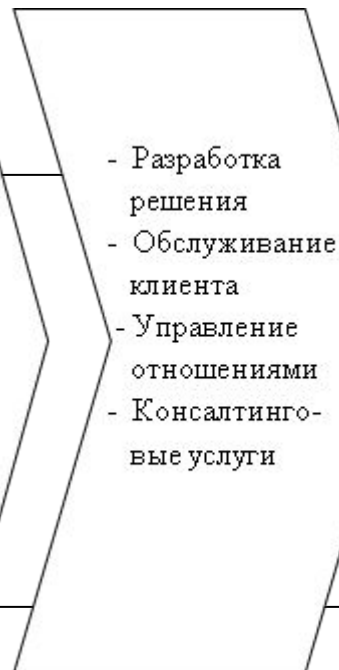 - Разработка
решения
- Обслуживание
клиента
- Управление
отношениями
- Консалтинго-
вые услуги